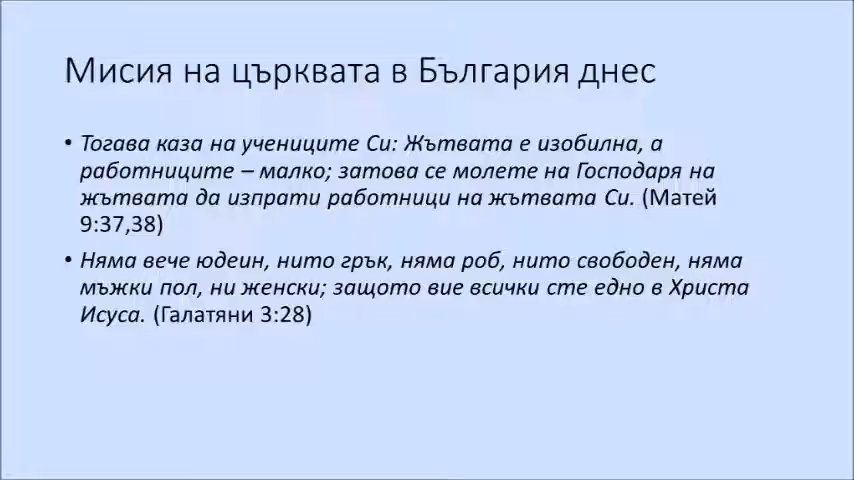 Мисия на църквата в България днес
• Тогава каза на учениците Си: Жътвата е изобилна, а
работниците – малко; затова се молете на Господаря на
жътвата да изпрати работници на жътвата Си. (Матей
9:37,38)
• Няма вече юдеин, нито грък, няма роб, нито свободен, няма
мъжки пол, ни женски; защото вие всички сте едно в Христа
Исуса. (Галатяни 3:28)